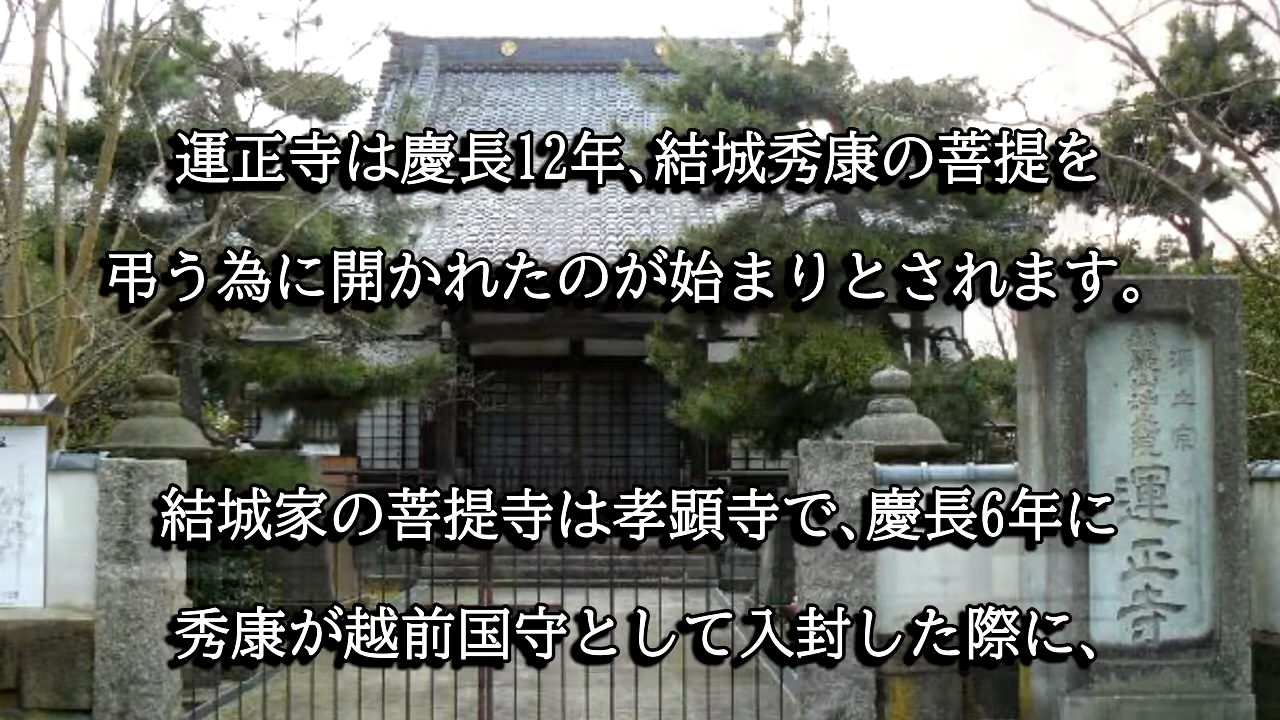 運正寺は慶長12年、結城秀康の菩提を
弔う為に開かれたのが始まりとされます。
結城家の菩提寺は孝顕寺で、慶長6年に
秀康が越前国守として入封した際に、
浄土宗
運正寺